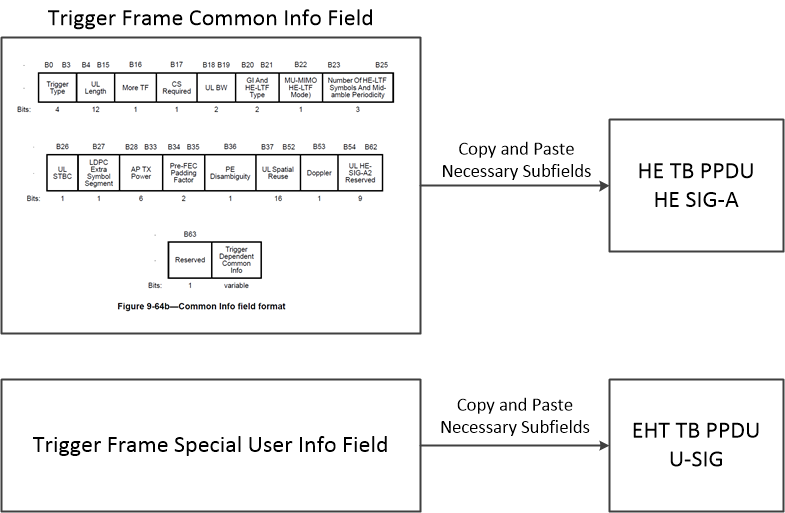 Trigger Frame Common Info Field
B0 B3 B4 B15 B16 B17 B18 B19 B20 B21 B22 B23 B25
Trigger Type
UL Length
More TF
CS Required
UL BW
GI And HE-LTF Type
MU-MIMO HE-LTF Mode)
Number Of HE-LTF Symbols And Mid-amble Periodicity
Bits: 4 12 1 1 2 2 1 3
B26 B27 B28 B33 B34 B35 B36 B37 B52 B53 B54 B62
UL STBC
LDPC Extra Symbol Segment
AP TX Power
Pre-FEC Padding Factor
PE Disambiguity
UL Spatial Reuse
Doppler
UL HE-SIG-A2 Reserved
Bits: 1 1 6 2 1 16 1 9
B63
Reserved
Trigger Dependent Common Info
Bits: 1 variable
Figure 9-64b—Common Info field format
Copy and Paste
Necessary Subfields
HE TB PPDU
HE SIG-A
Trigger Frame Special User Info Field
Copy and Paste
Necessary Subfields
EHT TB PPDU
U-SIG